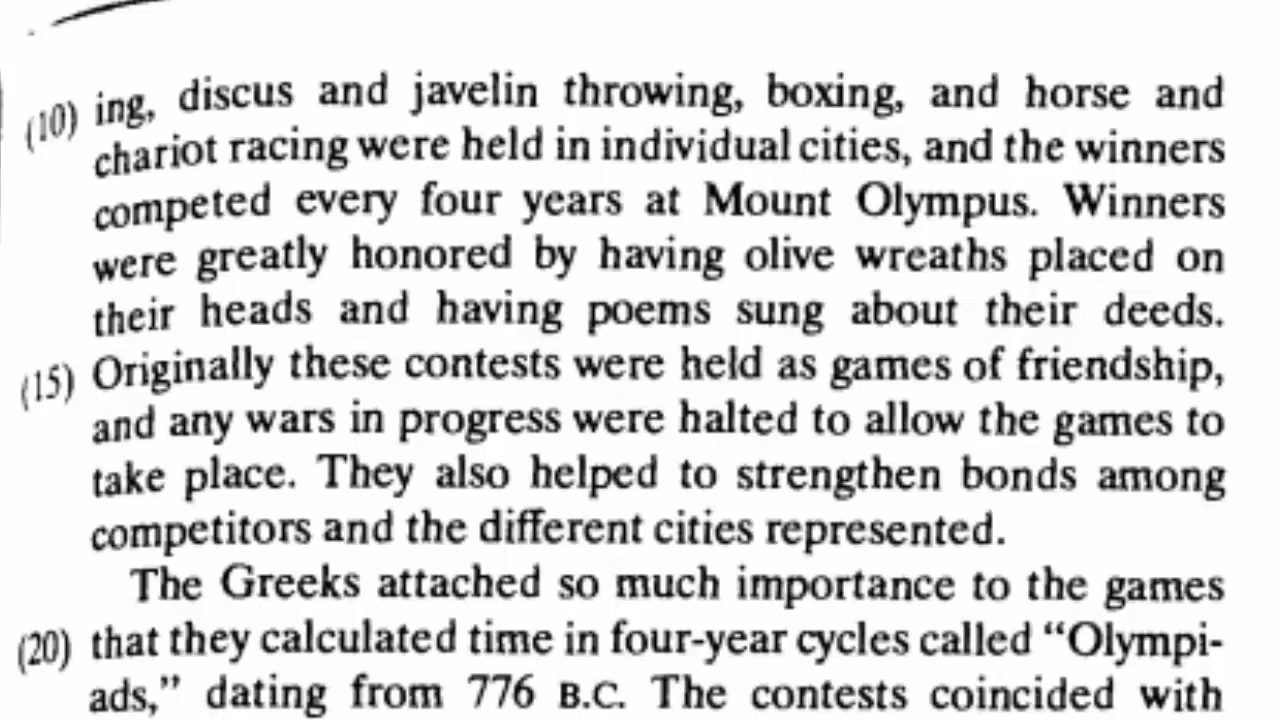 (10) ing, discus and javelin throwing, boxing, and horse and
chariot racing were held in individual cities, and the winners
competed every four years at Mount Olympus. Winners
were greatly honored by having olive wreaths placed on
their heads and having poems sung about their deeds.
(15) Originally these contests were held as games of friendship,
and any wars in progress were halted to allow the games to
take place. They also helped to strengthen bonds among
competitors and the different cities represented.
The Greeks attached so much importance to the games
(20) that they calculated time in four-year cycles called “Olympi-
ads,” dating from 776 B.C. The contests coincided with